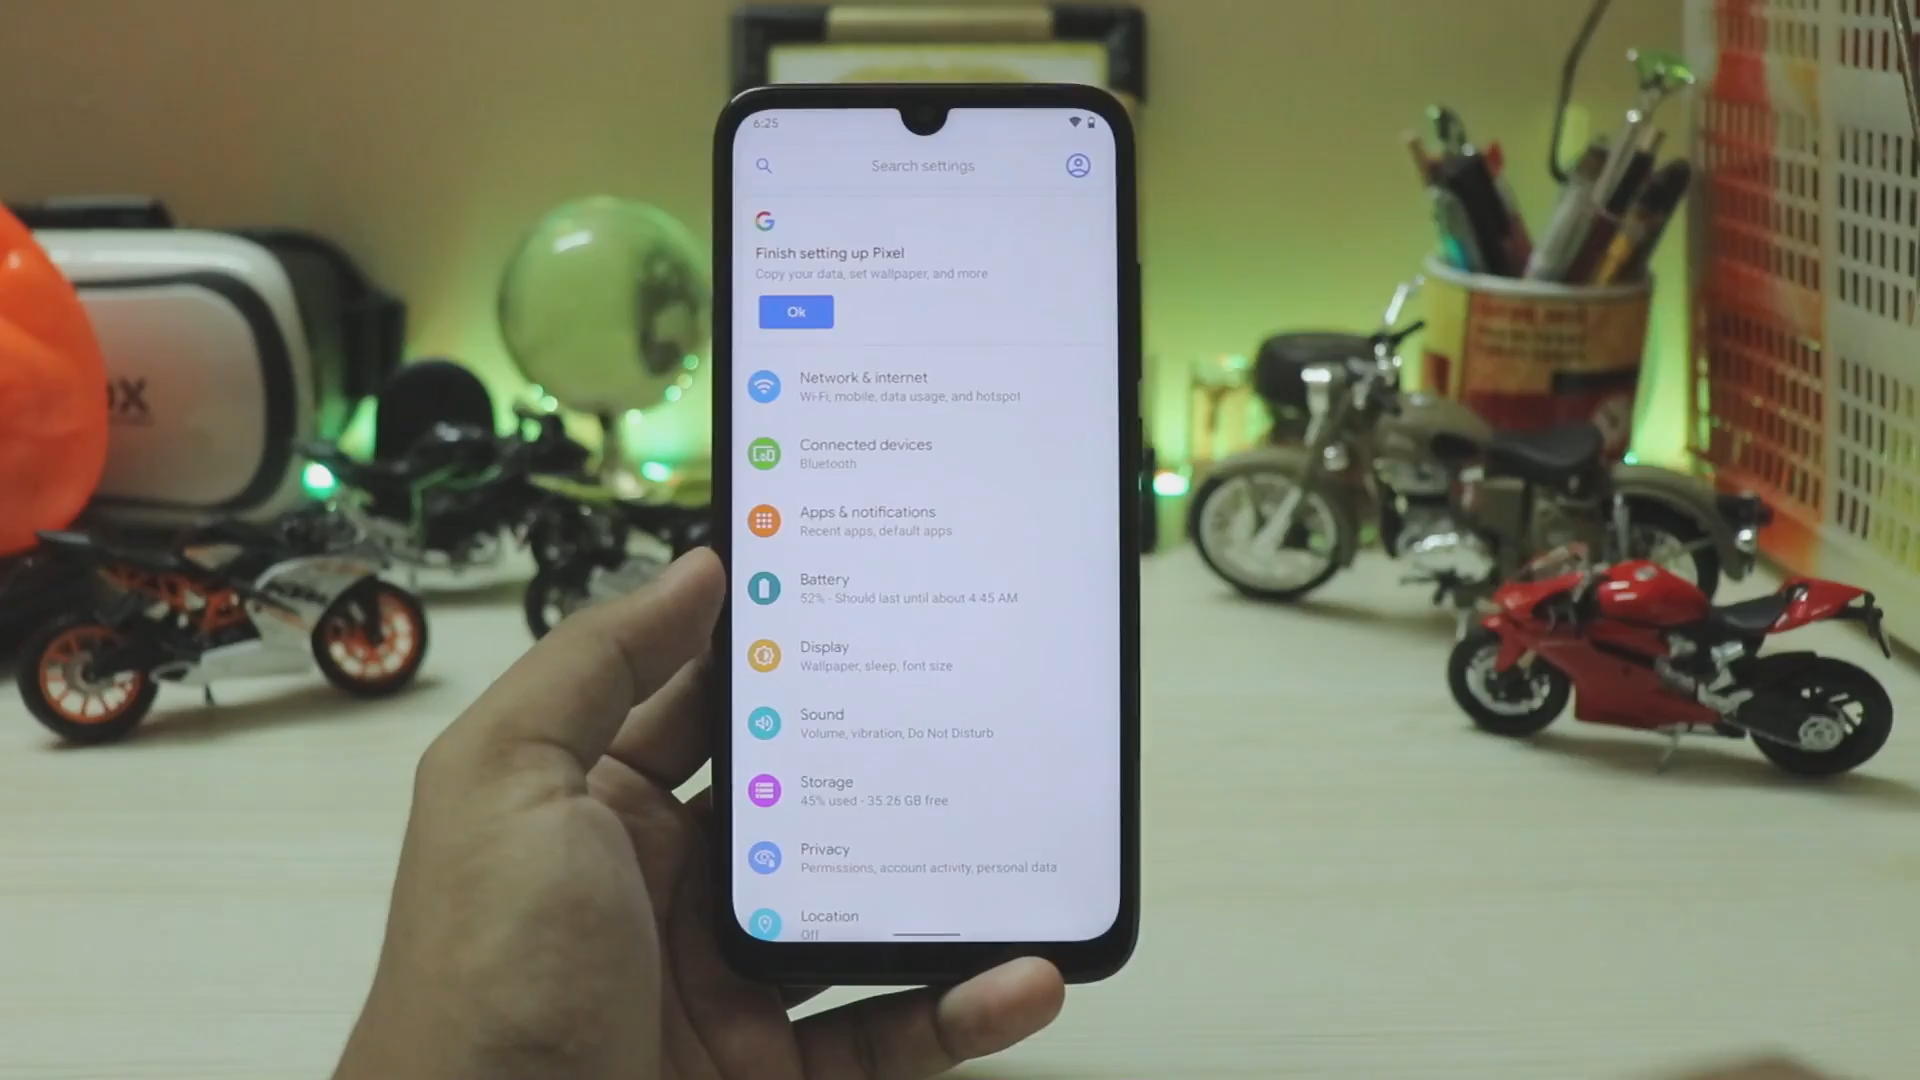 6:25
Search settings
G
Finish setting up Pixel
Copy your data, set wallpaper, and more
Ok
Network & internet
Wi-Fi, mobile, data usage, and hotspot
Connected devices
Bluetooth
Apps & notifications
Recent apps, default apps
Battery
52% - Should last until about 4:45 AM
Display
Wallpaper, sleep, font size
Sound
Volume, vibration, Do Not Disturb
Storage
45% used - 35.26 GB free
Privacy
Permissions, account activity, personal data
Location
Off